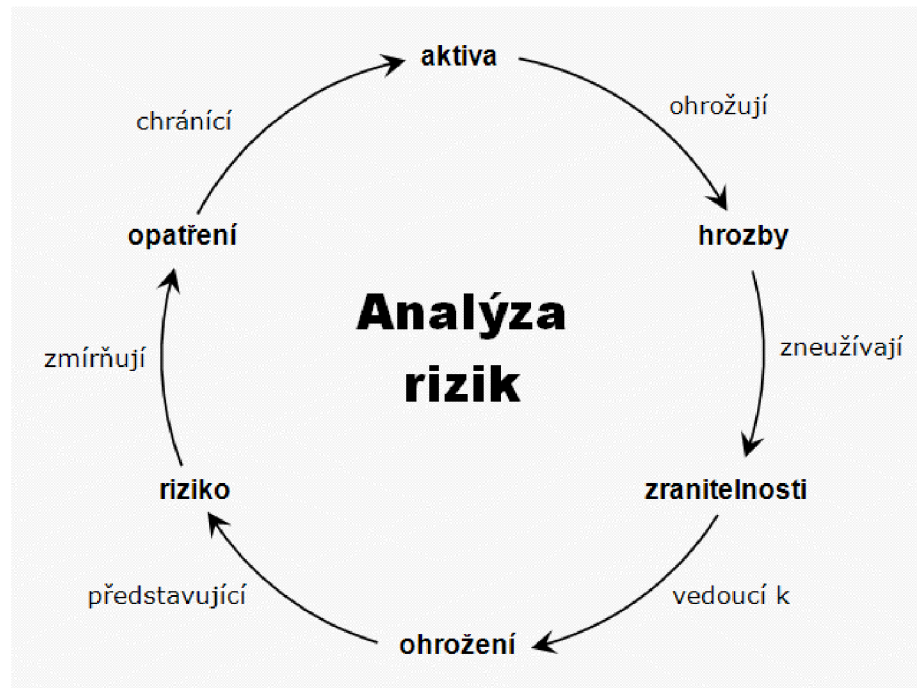 aktiva
ohrožují
hrozby
zneužívají
zranitelnosti
vedoucí k
ohrožení
představující
riziko
zmírňují
opatření
chránící
Analýza
rizik